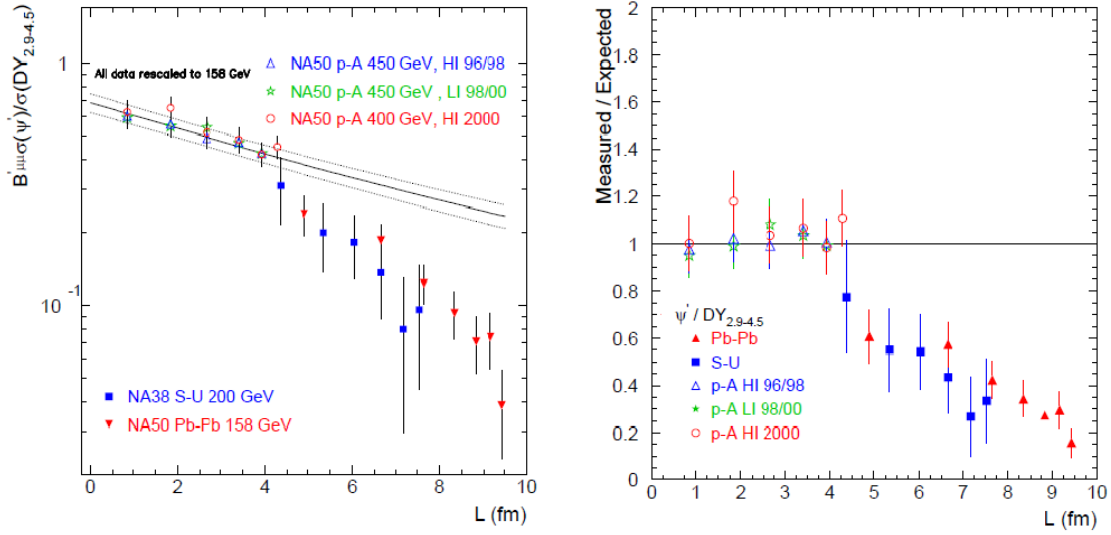 B'μμσ(ψ')/σ(DY2.9-4.5)
1
10-1
All data rescaled to 158 GeV
NA50 p-A 450 GeV, HI 96/98
NA50 p-A 450 GeV , LI 98/00
NA50 p-A 400 GeV, HI 2000
NA38 S-U 200 GeV
NA50 Pb-Pb 158 GeV
0 2 4 6 8 10
L (fm)
Measured / Expected
2
1.8
1.6
1.4
1.2
1
0.8
0.6
0.4
0.2
0
ψ' / DY2.9-4.5
Pb-Pb
S-U
p-A HI 96/98
p-A LI 98/00
p-A HI 2000
0 1 2 3 4 5 6 7 8 9 10
L (fm)